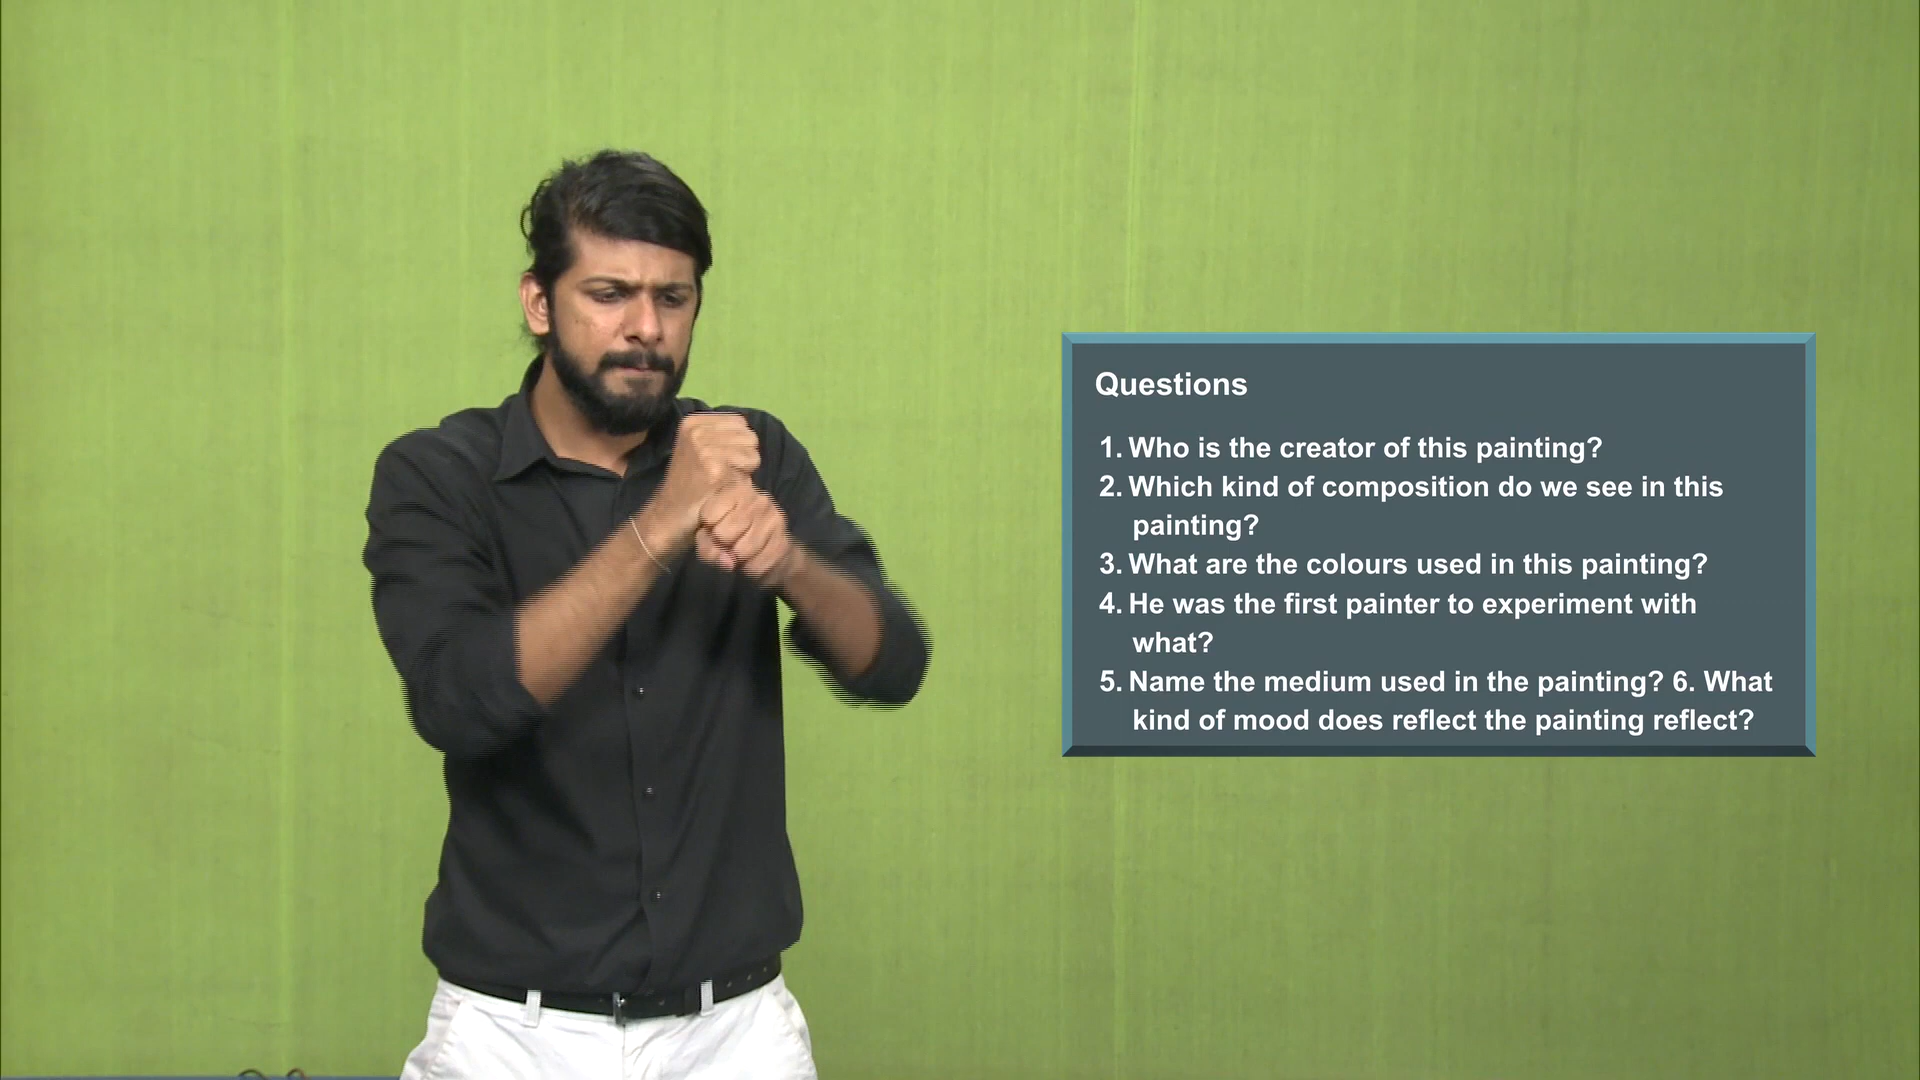 Questions
1. Who is the creator of this painting?
2. Which kind of composition do we see in this
painting?
3. What are the colours used in this painting?
4. He was the first painter to experiment with
what?
5. Name the medium used in the painting? 6. What
kind of mood does reflect the painting reflect?